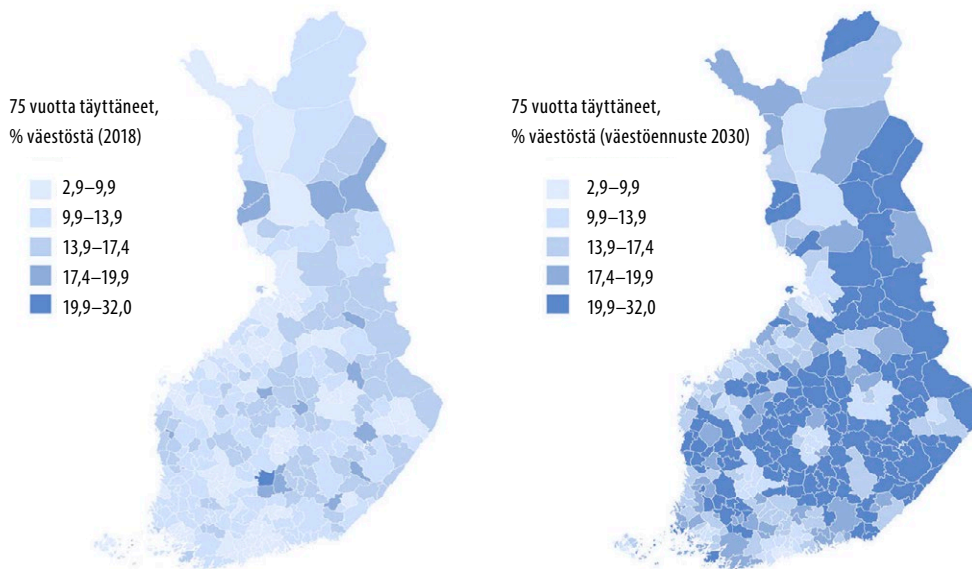 75 vuotta täyttäneet,
% väestöstä (2018)
2,9–9,9
9,9–13,9
13,9–17,4
17,4–19,9
19,9–32,0
75 vuotta täyttäneet,
% väestöstä (väestöennuste 2030)
2,9–9,9
9,9–13,9
13,9–17,4
17,4–19,9
19,9–32,0